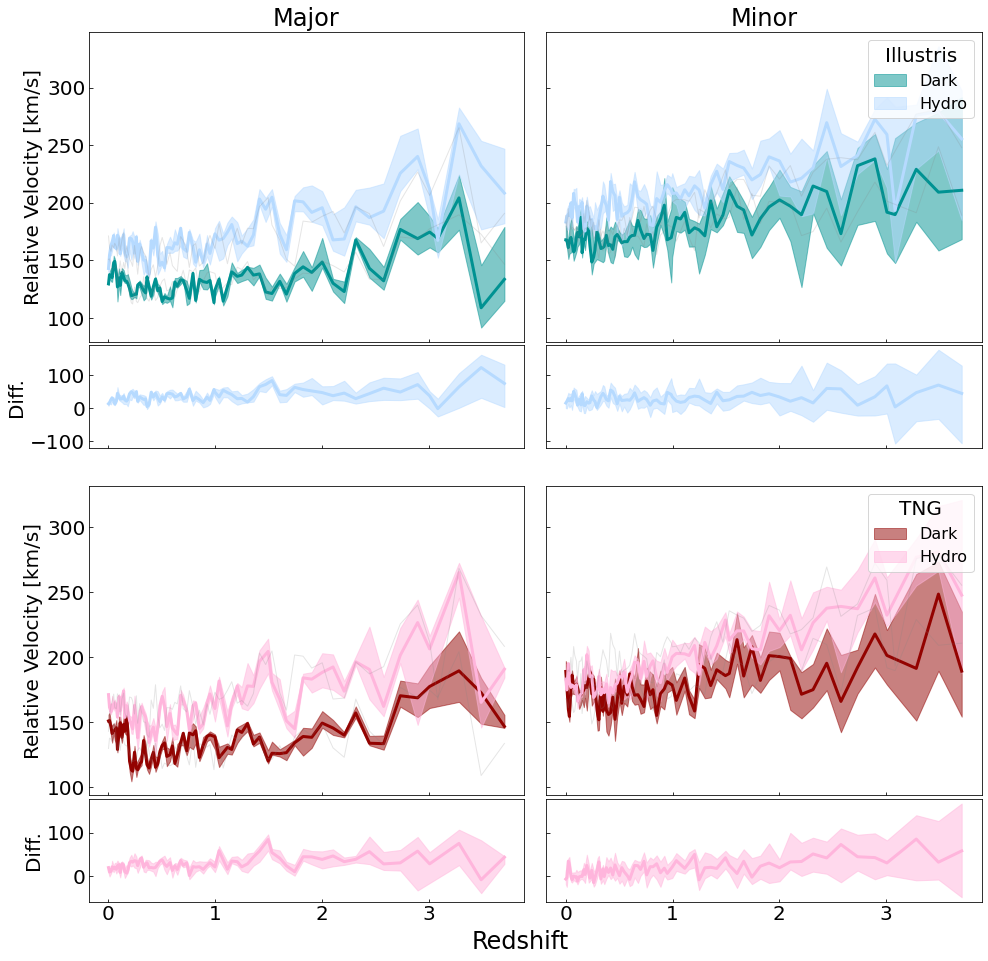 Major
Minor
Relative Velocity [km/s]
300
250
200
150
100
Illustris
Dark
Hydro
Diff.
100
0
−100
Relative Velocity [km/s]
300
250
200
150
100
TNG
Dark
Hydro
Diff.
100
0
0 1 2 3
0 1 2 3
Redshift